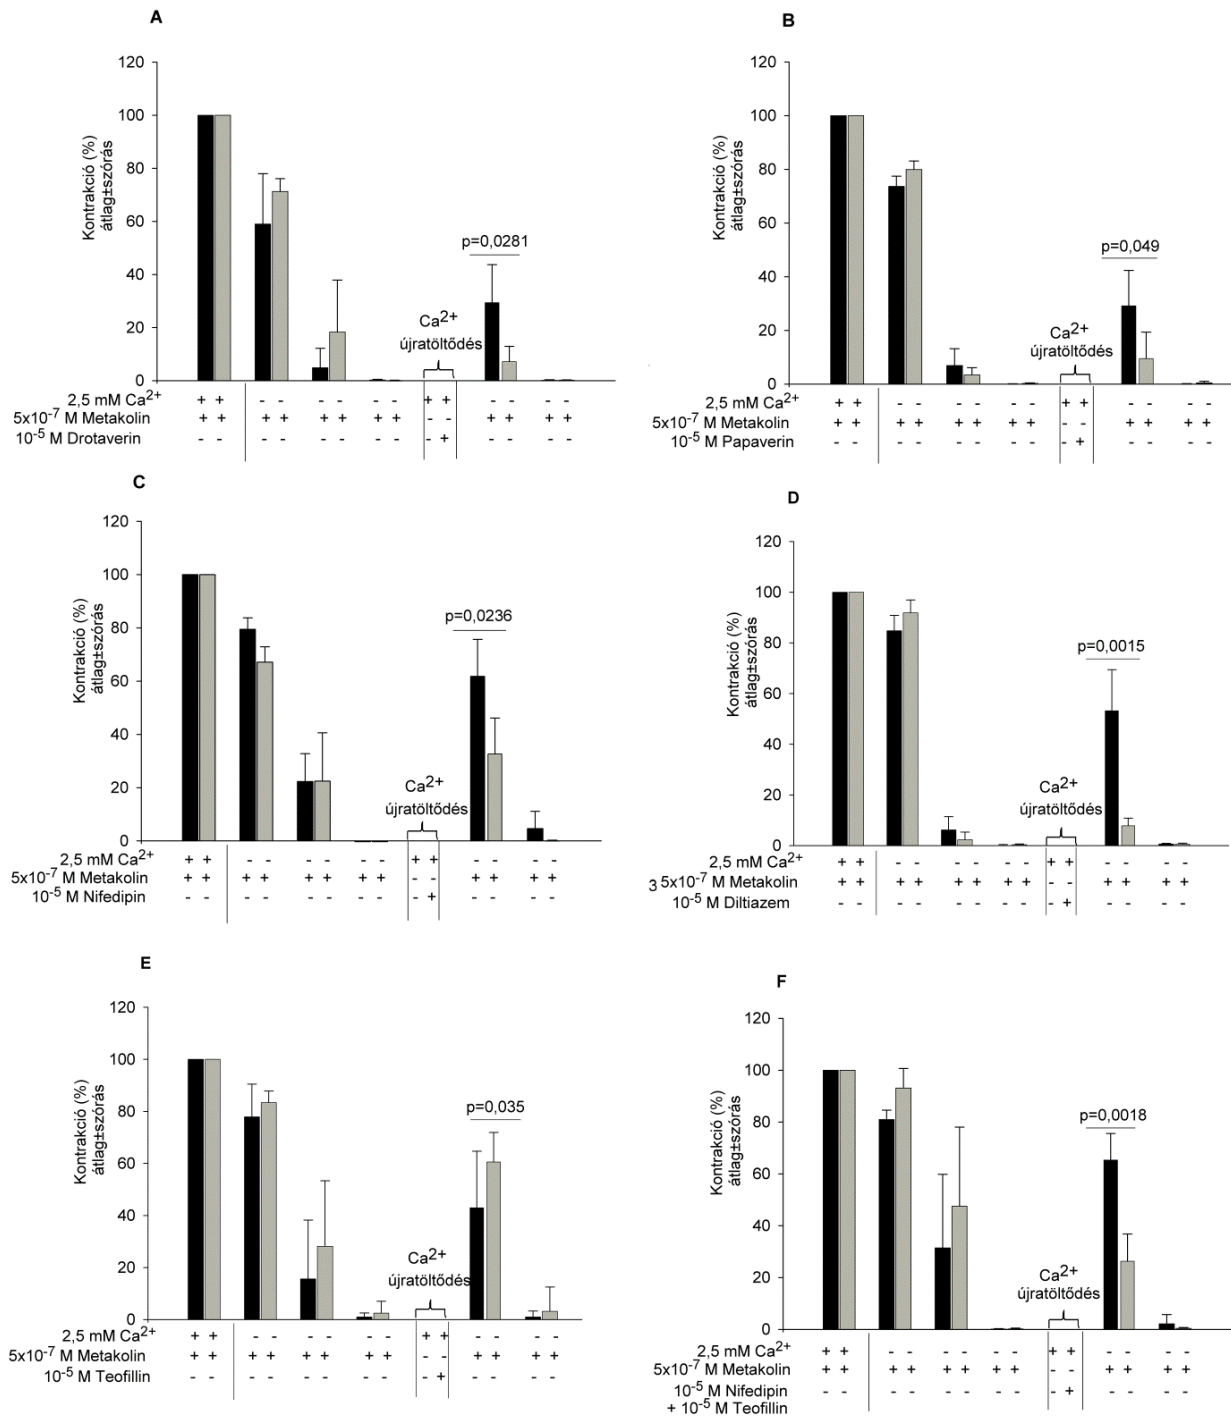 A
120
100
80
60
40
20
0
Kontrakció (%)
átlag±szórás
p=0,0281
Ca2+
újratöltődés
2,5 mM Ca2+ + + - - - - - - + + - - - -
5x10-7 M Metakolin + + + + + + + + - - + + + +
10-5 M Drotaverin - - - - - - - - - + - - - -
B
120
100
80
60
40
20
0
Kontrakció (%)
átlag±szórás
p=0,049
Ca2+
újratöltődés
2,5 mM Ca2+ + + - - - - - - + + - - - -
5x10-7 M Metakolin + + + + + + + + - - + + + +
10-5 M Papaverin - - - - - - - - - + - - - -
C
120
100
80
60
40
20
0
Kontrakció (%)
átlag±szórás
p=0,0236
Ca2+
újratöltődés
2,5 mM Ca2+ + + - - - - - - + + - - - -
5x10-7 M Metakolin + + + + + + + + - - + + + +
10-5 M Nifedipin - - - - - - - - - + - - - -
D
120
100
80
60
40
20
0
Kontrakció (%)
átlag±szórás
p=0,0015
Ca2+
újratöltődés
2,5 mM Ca2+ + + - - - - - - + + - - - -
3 5x10-7 M Metakolin + + + + + + + + - - + + + +
10-5 M Diltiazem - - - - - - - - - + - - - -
E
120
100
80
60
40
20
0
Kontrakció (%)
átlag±szórás
p=0,035
Ca2+
újratöltődés
2,5 mM Ca2+ + + - - - - - - + + - - - -
5x10-7 M Metakolin + + + + + + + + - - + + + +
10-5 M Teofillin - - - - - - - - - + - - - -
F
120
100
80
60
40
20
0
Kontrakció (%)
átlag±szórás
p=0,0018
Ca2+
újratöltődés
2,5 mM Ca2+ + + - - - - - - + + - - - -
5x10-7 M Metakolin + + + + + + + + - - + + + +
10-5 M Nifedipin - - - - - - - - - + - - - -
+ 10-5 M Teofillin